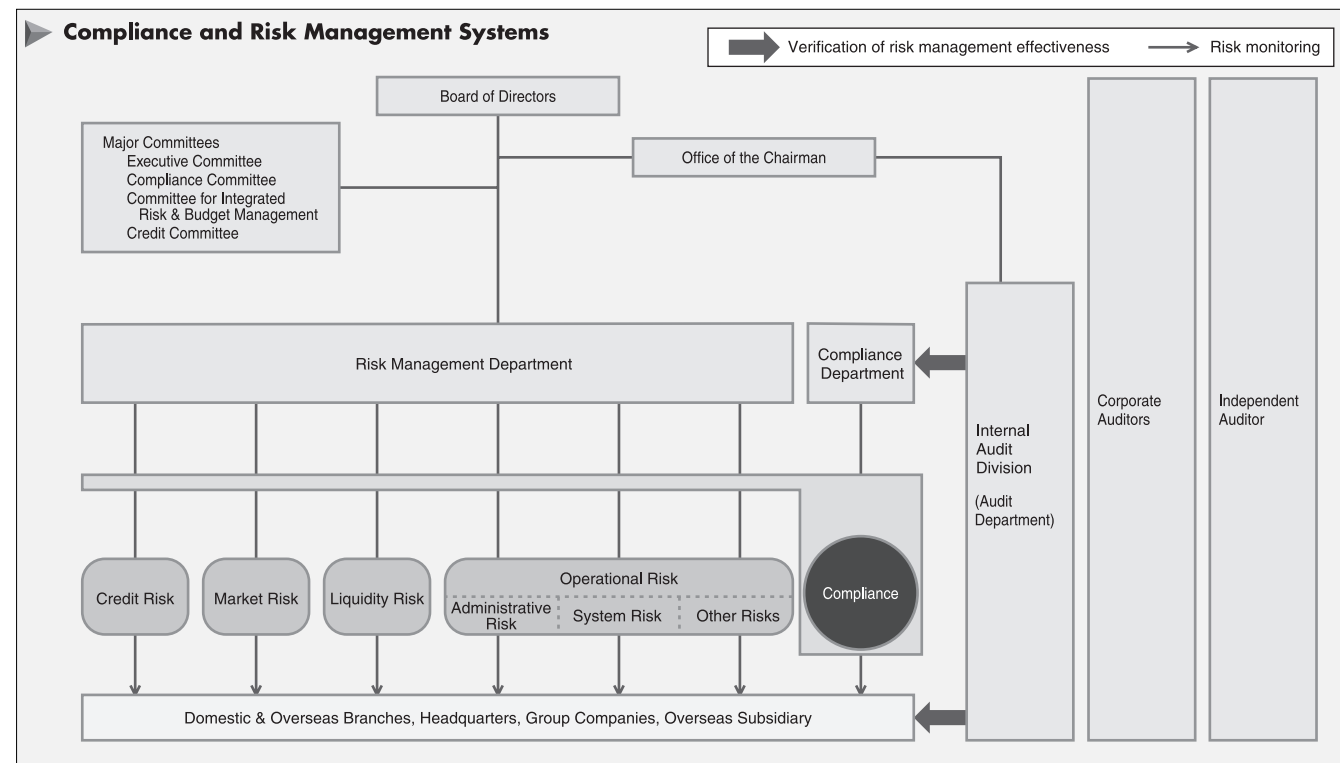 Compliance and Risk Management Systems
Verification of risk management effectiveness
Risk monitoring
Board of Directors
Major Committees
Executive Committee
Compliance Committee
Committee for Integrated
Risk & Budget Management
Credit Committee
Office of the Chairman
Risk Management Department
Compliance
Department
Internal
Audit
Division
(Audit
Department)
Corporate
Auditors
Independent
Auditor
Credit Risk
Market Risk
Liquidity Risk
Operational Risk
Administrative
Risk
System Risk
Other Risks
Compliance
Domestic & Overseas Branches, Headquarters, Group Companies, Overseas Subsidiary